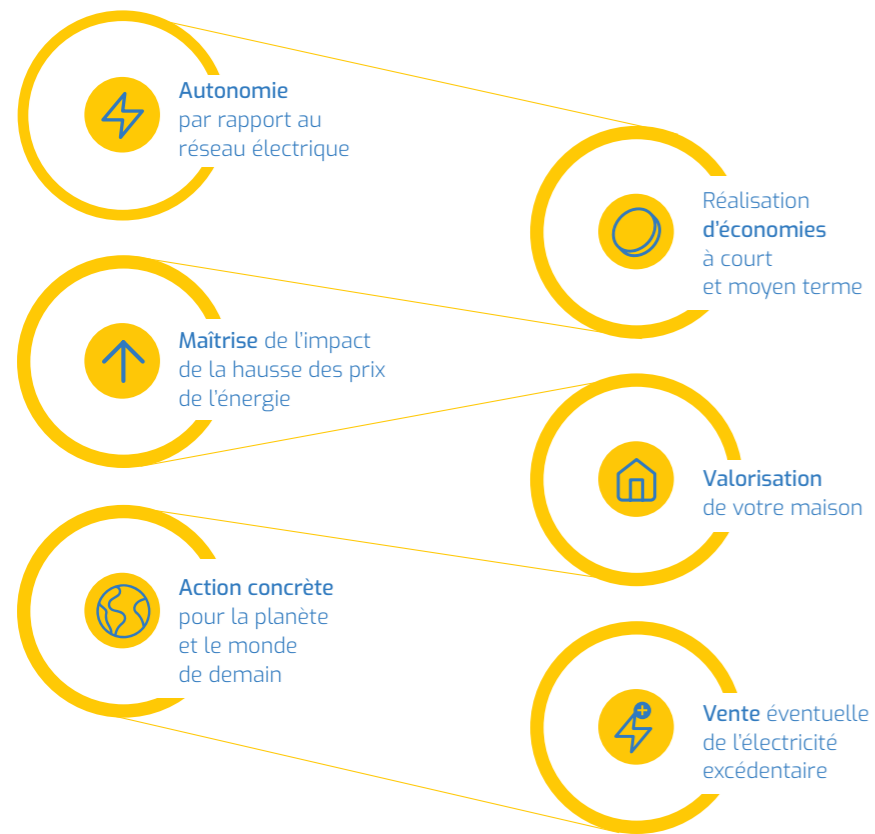 Autonomie
par rapport au
réseau électrique
Réalisation
d'économies
à court
et moyen terme
Maîtrise de l'impact
de la hausse des prix
de l'énergie
Valorisation
de votre maison
Action concrète
pour la planète
et le monde
de demain
Vente éventuelle
de l'électricité
excédentaire